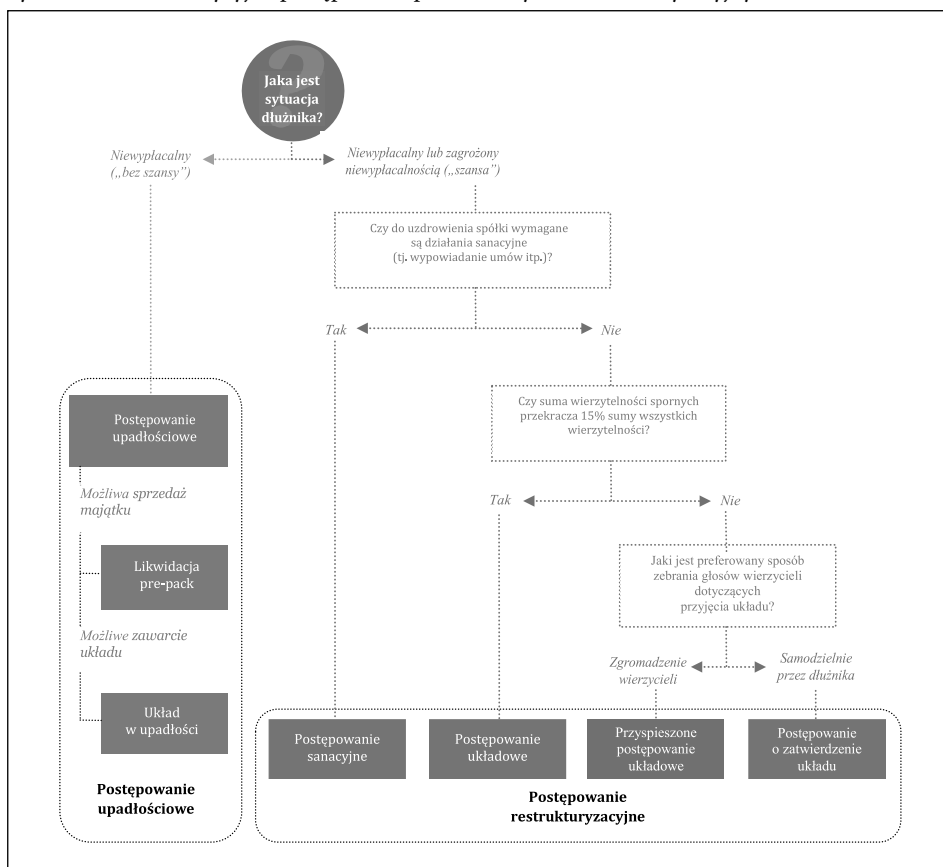 Jaka jest
sytuacja
dłużnika?
Niewypłacalny
(„bez szansy”)
Niewypłacalny lub zagrożony
niewypłacalnością („szansa”)
Czy do uzdrowienia spółki wymagane
są działania sanacyjne
(tj. wypowiadanie umów itp.)?
Tak
Nie
Czy suma wierzytelności spornych
przekracza 15% sumy wszystkich
wierzytelności?
Tak
Nie
Jaki jest preferowany sposób
zebrania głosów wierzycieli
dotyczących
przyjęcia układu?
Zgromadzenie
wierzycieli
Samodzielnie
przez dłużnika
Postępowanie
upadłościowe
Możliwa sprzedaż
majątku
Likwidacja
pre-pack
Możliwe zawarcie
układu
Układ
w upadłości
Postępowanie
upadłościowe
Postępowanie
sanacyjne
Postępowanie
układowe
Przyspieszone
postępowanie
układowe
Postępowanie
o zatwierdzenie
układu
Postępowanie
restrukturyzacyjne